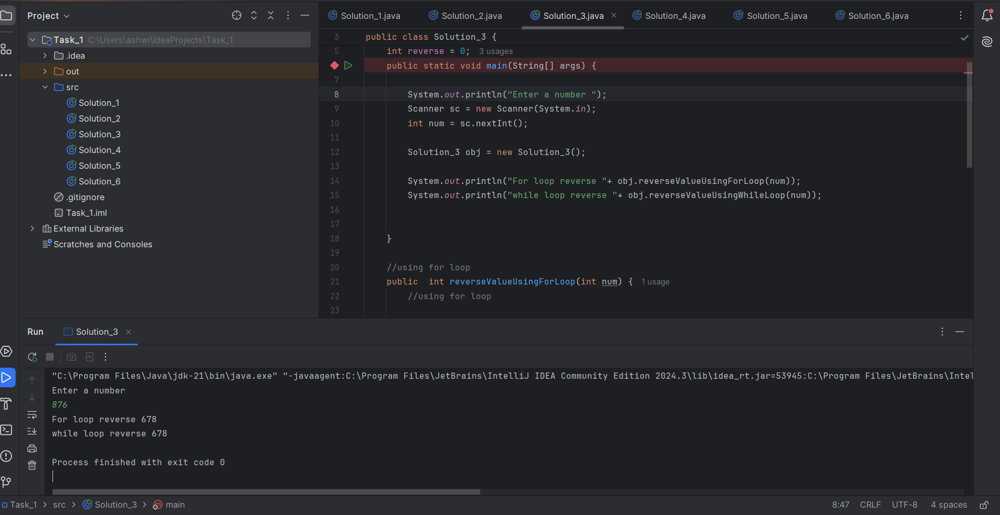 Project
Task_1 C:\Users\ashwi\IdeaProjects\Task_1
.idea
out
src
Solution_1
Solution_2
Solution_3
Solution_4
Solution_5
Solution_6
.gitignore
Task_1.iml
External Libraries
Scratches and Consoles
Solution_1.java Solution_2.java Solution_3.java Solution_4.java Solution_5.java Solution_6.java
3 public class Solution_3 {
5 int reverse = 0; 3 usages
public static void main(String[] args) {
7
8 System.out.println("Enter a number ");
9 Scanner sc = new Scanner(System.in);
10 int num = sc.nextInt();
11
12 Solution_3 obj = new Solution_3();
13
14 System.out.println("For loop reverse "+ obj.reverseValueUsingForLoop(num));
15 System.out.println("while loop reverse "+ obj.reverseValueUsingWhileLoop(num));
16
17
18 }
19
20 //using for loop
21 public  int reverseValueUsingForLoop(int num) { 1 usage
22 //using for loop
23
Run Solution_3
"C:\Program Files\Java\jdk-21\bin\java.exe" "-javaagent:C:\Program Files\JetBrains\IntelliJ IDEA Community Edition 2024.3\lib\idea_rt.jar=53945:C:\Program Files\JetBrains\Intel
Enter a number
876
For loop reverse 678
while loop reverse 678
Process finished with exit code 0
Task_1 > src > Solution_3 > main 8:47 CRLF UTF-8 4 spaces